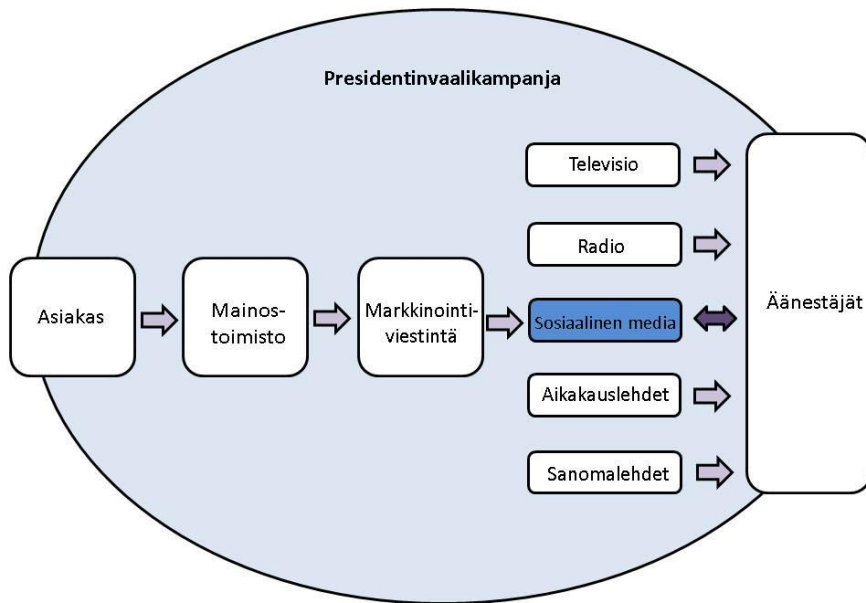 Presidentinvaalikampanja
Asiakas
Mainos-
toimisto
Markkinointi-
viestintä
Televisio
Radio
Sosiaalinen media
Aikakauslehdet
Sanomalehdet
Äänestäjät